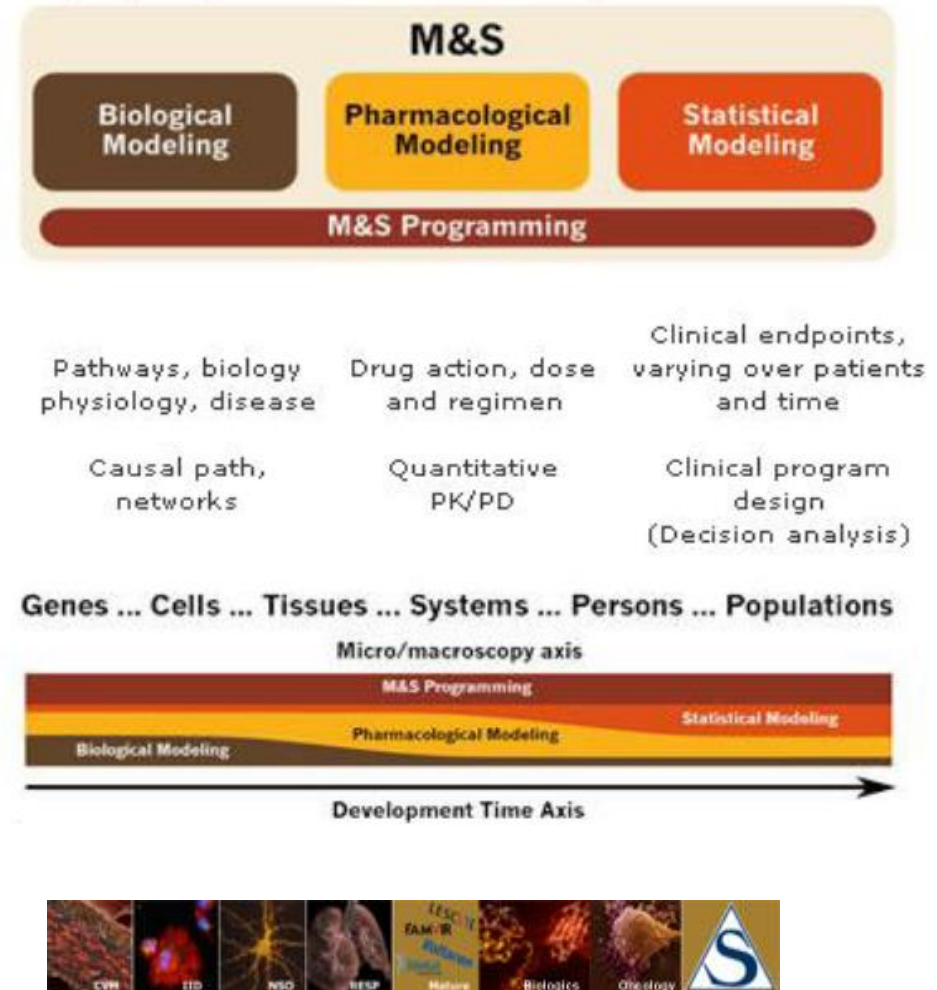 M&S
Biological
Modeling
Pharmacological
Modeling
Statistical
Modeling
M&S Programming
Pathways, biology
physiology, disease
Drug action, dose
and regimen
Clinical endpoints,
varying over patients
and time
Causal path,
networks
Quantitative
PK/PD
Clinical program
design
(Decision analysis)
Genes ... Cells ... Tissues ... Systems ... Persons ... Populations
Micro/macroscopy axis
M&S Programming
Statistical Modeling
Pharmacological Modeling
Biological Modeling
Development Time Axis
CVM
IID
NSO
RESP
FAMVIR
Mature
Biologics
Oncology
S